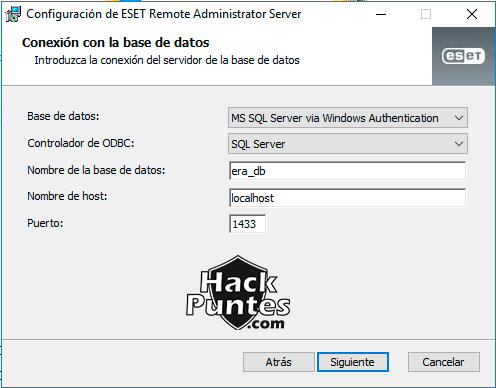 Configuración de ESET Remote Administrator Server
Conexión con la base de datos
Introduzca la conexión del servidor de la base de datos
eset
Base de datos:
MS SQL Server via Windows Authentication
Controlador de ODBC:
SQL Server
Nombre de la base de datos:
era_db
Nombre de host:
localhost
Puerto:
1433
Hack
Puntes
.com
Atrás
Siguiente
Cancelar